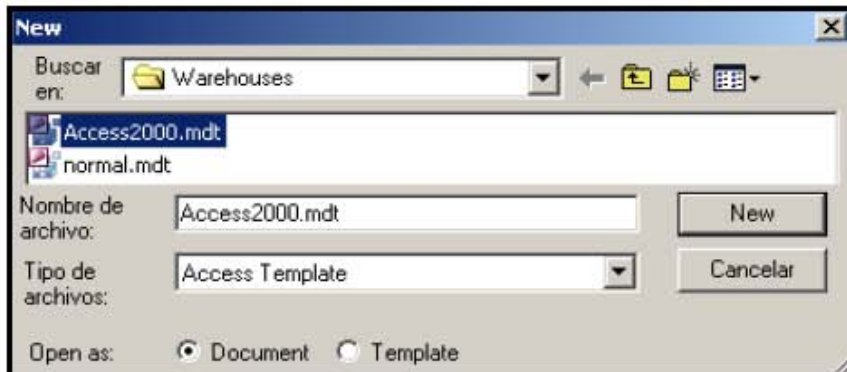 New
Buscar en:
Warehouses
Access2000.mdt
normal.mdt
Nombre de archivo:
Access2000.mdt
New
Tipo de archivos:
Access Template
Cancelar
Open as:
Document
Template